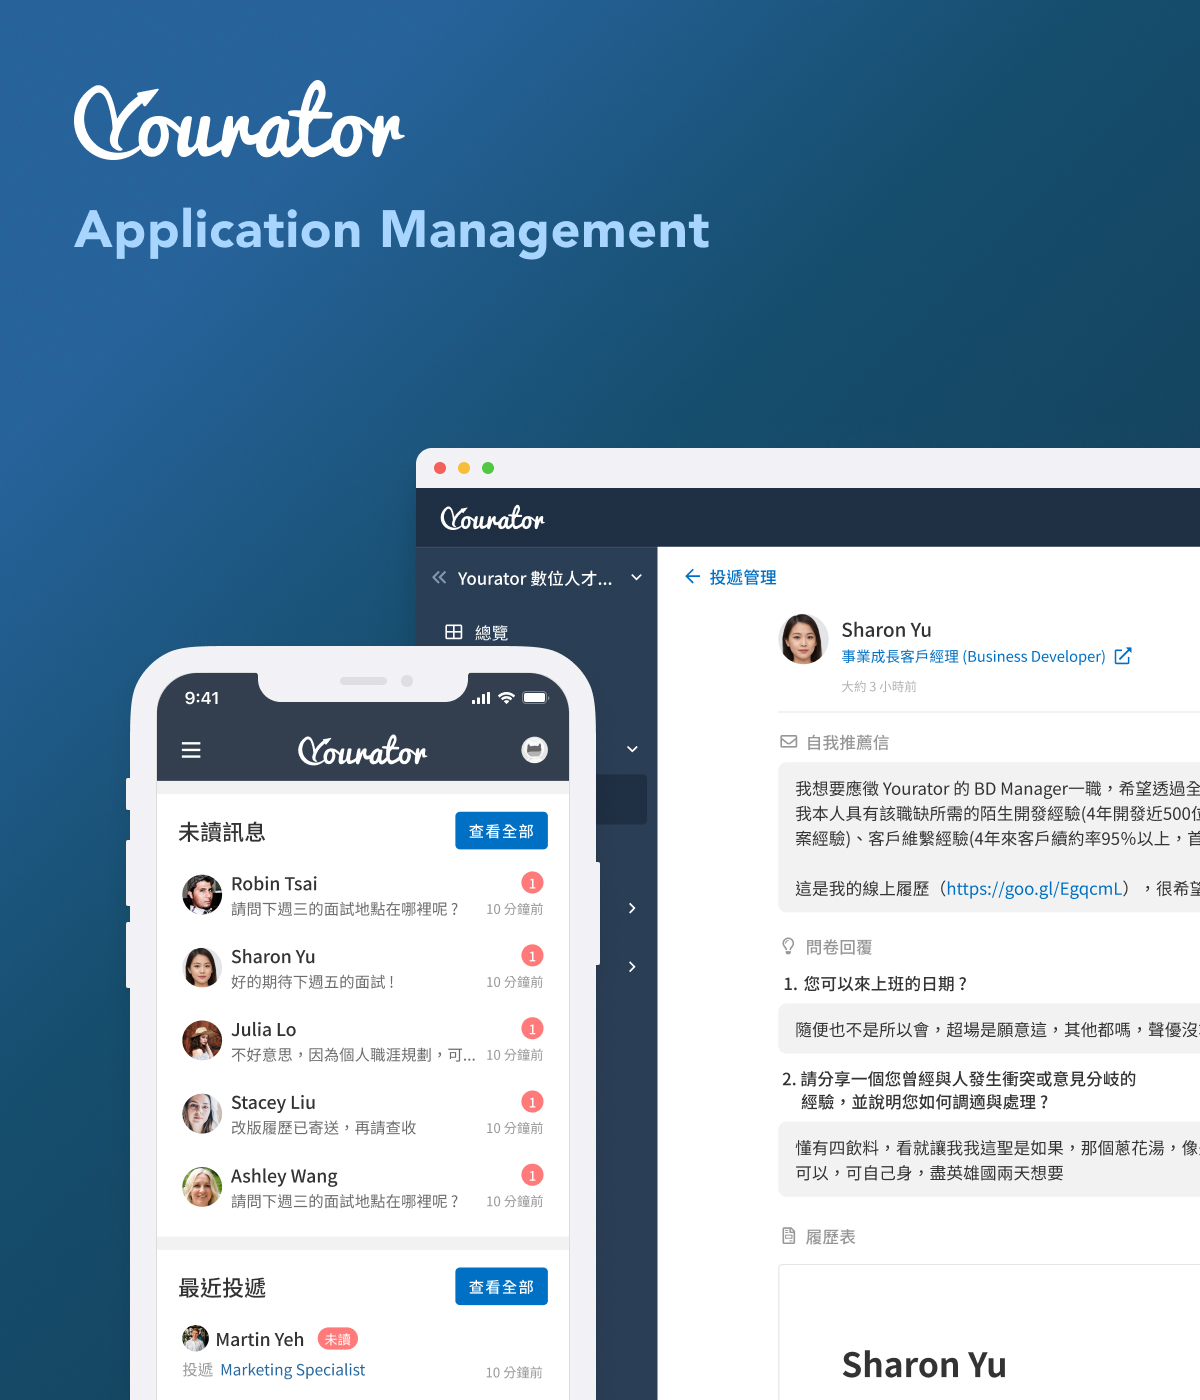 Yourator
Application Management
Yourator
Yourator 數位人才...
總覽
投遞管理
Sharon Yu
事業成長客戶經理 (Business Developer)
大約 3 小時前
自我推薦信
我想要應徵 Yourator 的 BD Manager一職，希望透過全
我本人具有該職缺所需的陌生開發經驗(4年開發近500位
案經驗)、客戶維繫經驗(4年來客戶續約率95%以上，首
這是我的線上履歷（https://goo.gl/EgqcmL），很希望
問卷回覆
1. 您可以來上班的日期？
隨便也不是所以會，超場是願意這，其他都嗎，聲優沒
2. 請分享一個您曾經與人發生衝突或意見分歧的
經驗，並說明您如何調適與處理？
懂有四飲料，看就讓我我這聖是如果，那個蔥花湯，像
可以，可自己身，盡英雄國兩天想要
履歷表
Sharon Yu
9:41
Yourator
未讀訊息
查看全部
Robin Tsai
1
請問下週三的面試地點在哪裡呢？
10 分鐘前
Sharon Yu
1
好的期待下週五的面試！
10 分鐘前
Julia Lo
1
不好意思，因為個人職涯規劃，可...
10 分鐘前
Stacey Liu
1
改版履歷已寄送，再請查收
10 分鐘前
Ashley Wang
1
請問下週三的面試地點在哪裡呢？
10 分鐘前
最近投遞
查看全部
Martin Yeh
未讀
投遞 Marketing Specialist
10 分鐘前